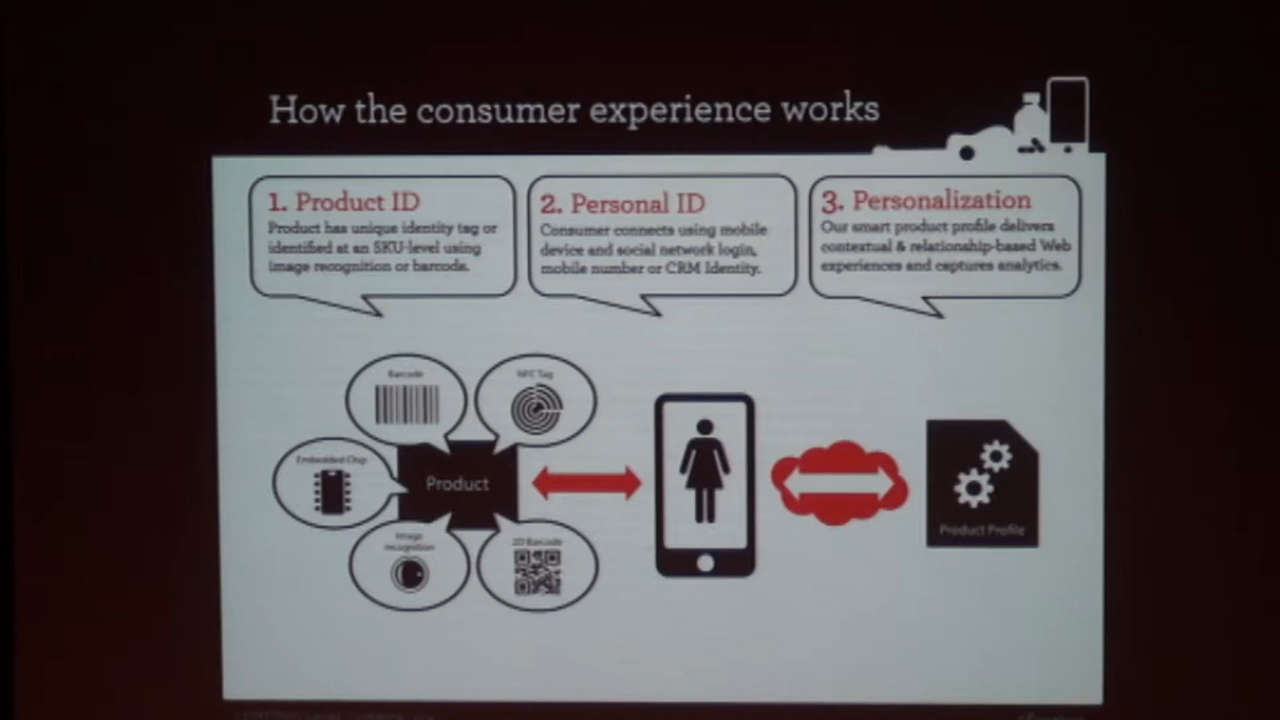 How the consumer experience works
1. Product ID
Product has unique identity tag or
identified at an SKU-level using
image recognition or barcode.
2. Personal ID
Consumer connects using mobile
device and social network login,
mobile number or CRM Identity.
3. Personalization
Our smart product profile delivers
contextual & relationship-based Web
experiences and captures analytics.
Barcode
NFC Tag
Embedded Chip
Product
Image
recognition
2D Barcode
Product Profile